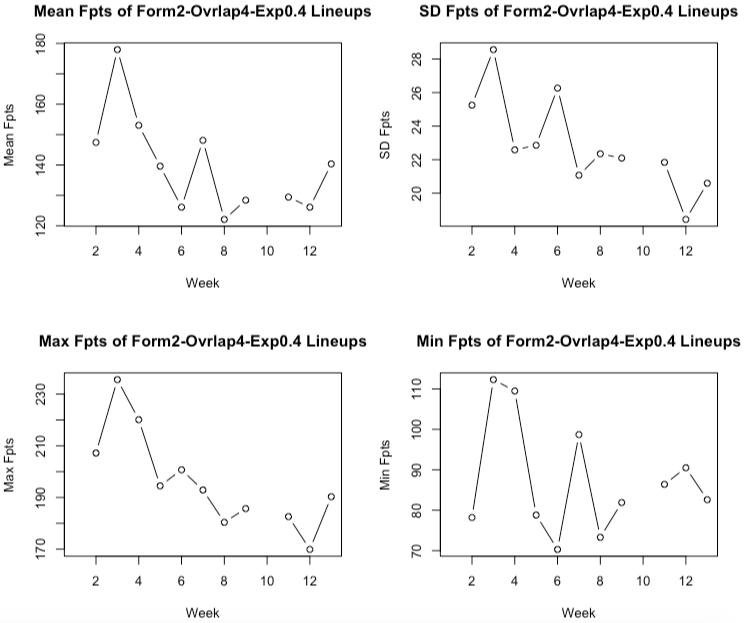 Mean Fpts of Form2-Ovrlap4-Exp0.4 Lineups
Mean Fpts
180
160
140
120
2 4 6 8 10 12
Week
SD Fpts of Form2-Ovrlap4-Exp0.4 Lineups
SD Fpts
28
26
24
22
20
2 4 6 8 10 12
Week
Max Fpts of Form2-Ovrlap4-Exp0.4 Lineups
Max Fpts
230
210
190
170
2 4 6 8 10 12
Week
Min Fpts of Form2-Ovrlap4-Exp0.4 Lineups
Min Fpts
110
100
90
80
70
2 4 6 8 10 12
Week